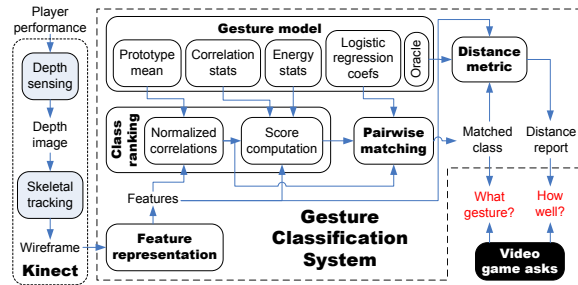 Player
performance
Depth
sensing
Depth
image
Skeletal
tracking
Wireframe
Kinect
Gesture model
Prototype
mean
Correlation
stats
Energy
stats
Logistic
regression
coefs
Oracle
Class
ranking
Normalized
correlations
Score
computation
Pairwise
matching
Features
Feature
representation
Gesture
Classification
System
Distance
metric
Matched
class
Distance
report
What
gesture?
How
well?
Video
game asks